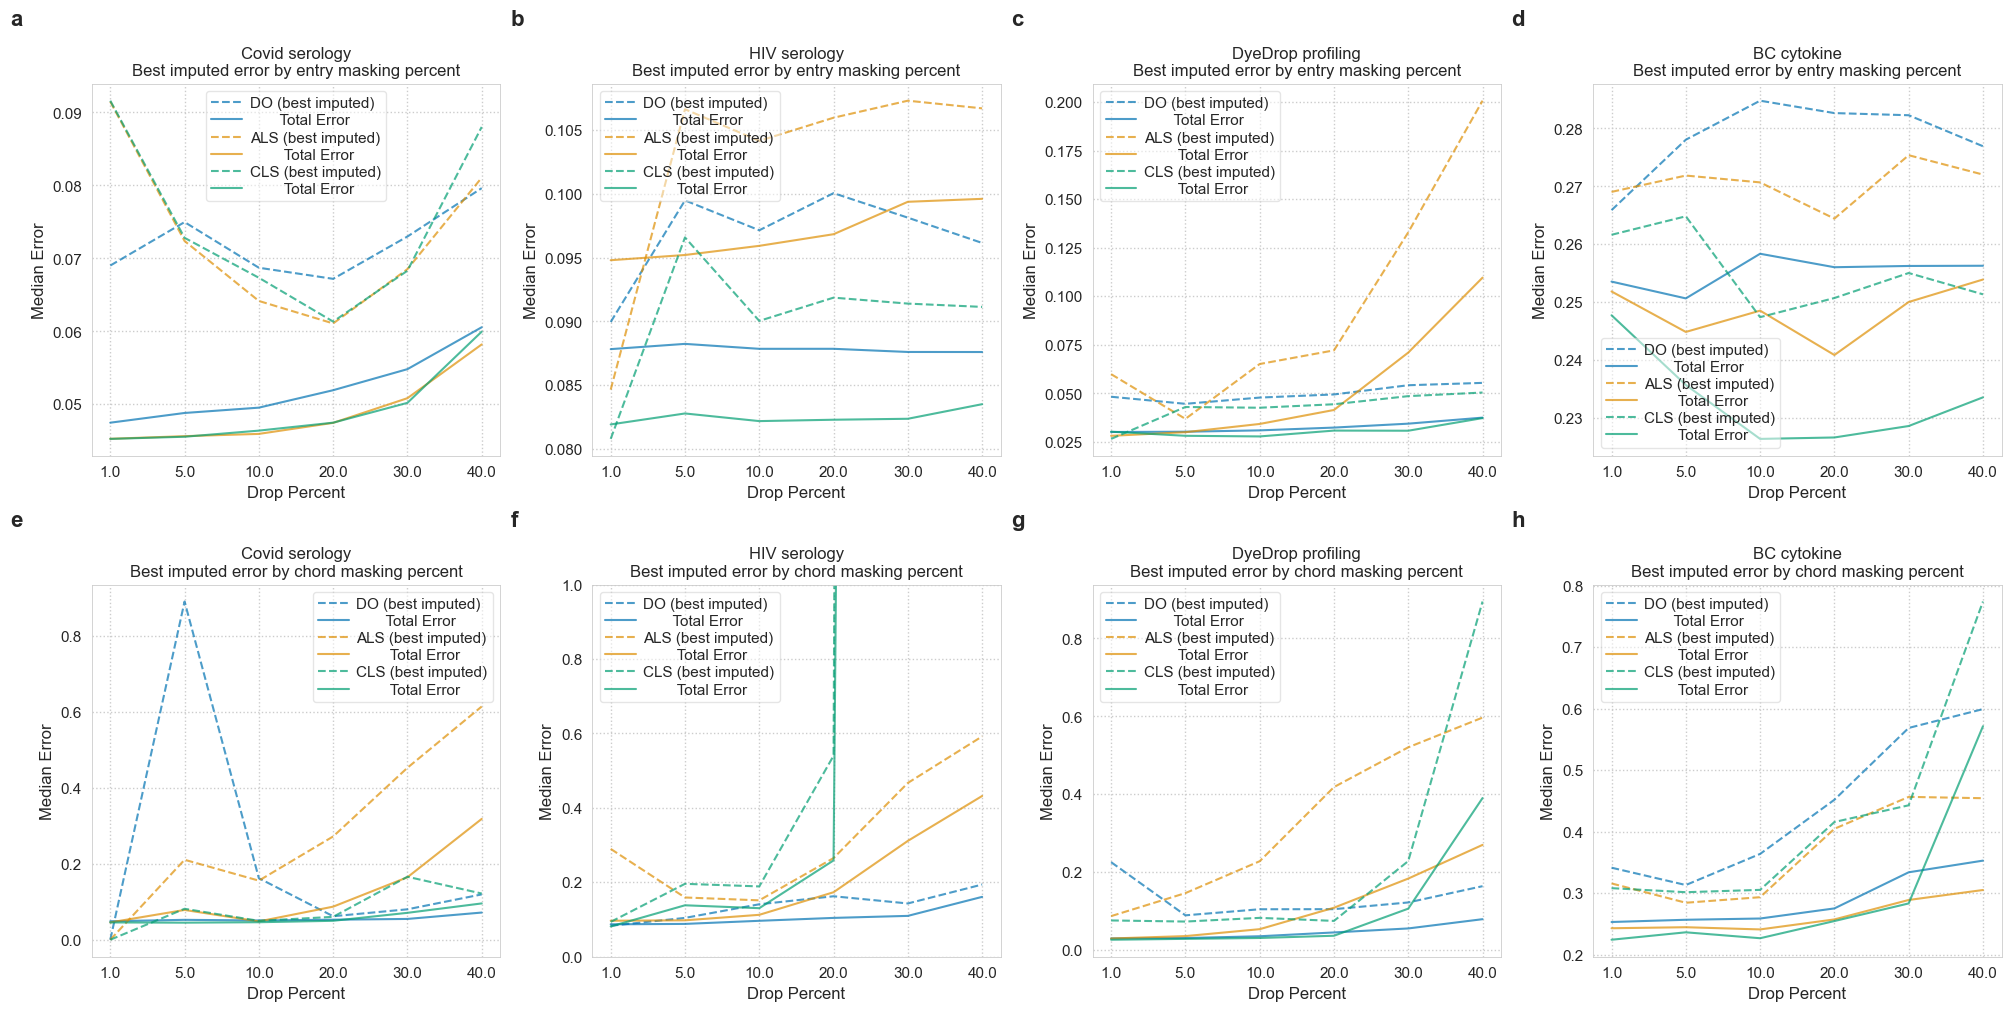 a
Covid serology
Best imputed error by entry masking percent
Median Error
0.09
0.08
0.07
0.06
0.05
DO (best imputed)
Total Error
ALS (best imputed)
Total Error
CLS (best imputed)
Total Error
1.0 5.0 10.0 20.0 30.0 40.0
Drop Percent
b
HIV serology
Best imputed error by entry masking percent
Median Error
0.105
0.100
0.095
0.090
0.085
0.080
DO (best imputed)
Total Error
ALS (best imputed)
Total Error
CLS (best imputed)
Total Error
1.0 5.0 10.0 20.0 30.0 40.0
Drop Percent
c
DyeDrop profiling
Best imputed error by entry masking percent
Median Error
0.200
0.175
0.150
0.125
0.100
0.075
0.050
0.025
DO (best imputed)
Total Error
ALS (best imputed)
Total Error
CLS (best imputed)
Total Error
1.0 5.0 10.0 20.0 30.0 40.0
Drop Percent
d
BC cytokine
Best imputed error by entry masking percent
Median Error
0.28
0.27
0.26
0.25
0.24
0.23
DO (best imputed)
Total Error
ALS (best imputed)
Total Error
CLS (best imputed)
Total Error
1.0 5.0 10.0 20.0 30.0 40.0
Drop Percent
e
Covid serology
Best imputed error by chord masking percent
Median Error
0.8
0.6
0.4
0.2
0.0
DO (best imputed)
Total Error
ALS (best imputed)
Total Error
CLS (best imputed)
Total Error
1.0 5.0 10.0 20.0 30.0 40.0
Drop Percent
f
HIV serology
Best imputed error by chord masking percent
Median Error
1.0
0.8
0.6
0.4
0.2
0.0
DO (best imputed)
Total Error
ALS (best imputed)
Total Error
CLS (best imputed)
Total Error
1.0 5.0 10.0 20.0 30.0 40.0
Drop Percent
g
DyeDrop profiling
Best imputed error by chord masking percent
Median Error
0.8
0.6
0.4
0.2
0.0
DO (best imputed)
Total Error
ALS (best imputed)
Total Error
CLS (best imputed)
Total Error
1.0 5.0 10.0 20.0 30.0 40.0
Drop Percent
h
BC cytokine
Best imputed error by chord masking percent
Median Error
0.8
0.7
0.6
0.5
0.4
0.3
0.2
DO (best imputed)
Total Error
ALS (best imputed)
Total Error
CLS (best imputed)
Total Error
1.0 5.0 10.0 20.0 30.0 40.0
Drop Percent